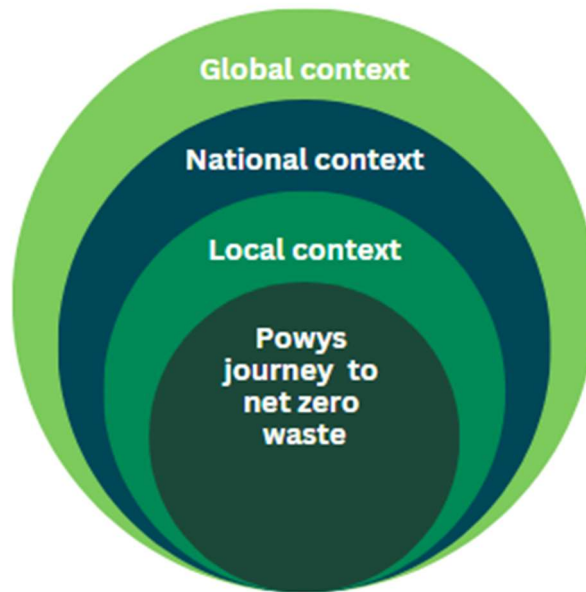 Global context
National context
Local context
Powys
journey to
net zero
waste